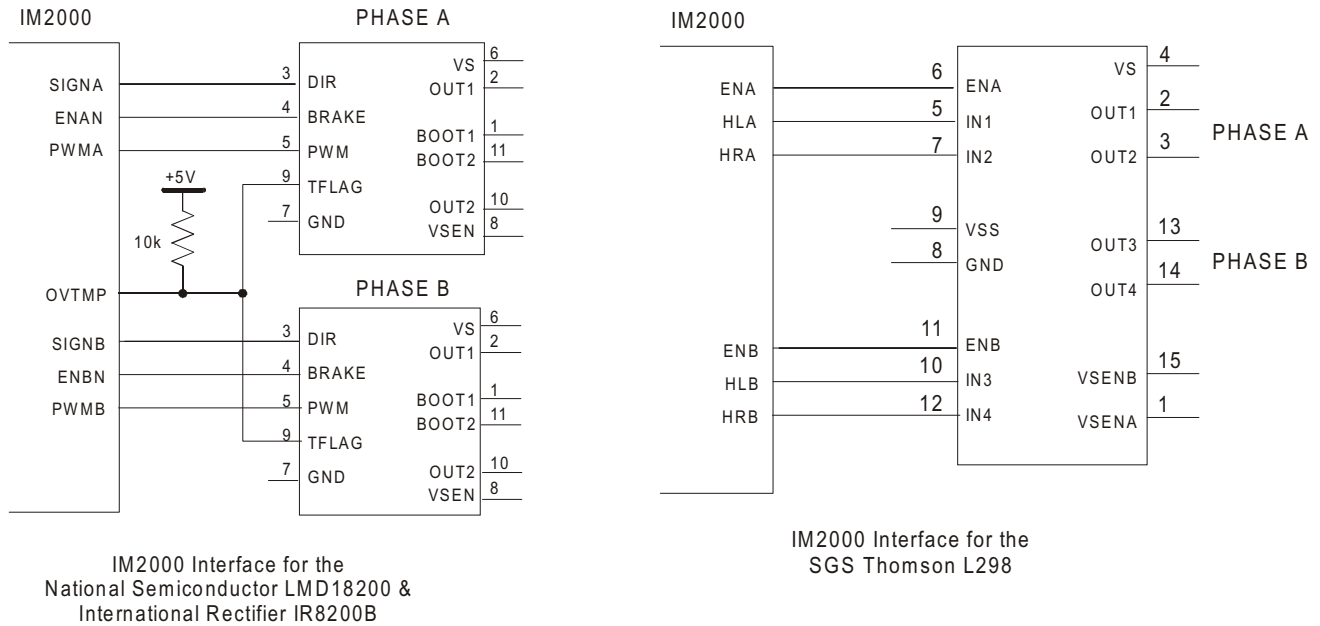 IM2000
PHASE A
SIGNA
ENAN
PWMA
+5V
10k
OVTMP
SIGNB
ENBN
PWMB
3 DIR
4 BRAKE
5 PWM
9 TFLAG
7 GND
VS 6
OUT1 2
BOOT1 1
BOOT2 11
OUT2 10
VSEN 8
PHASE B
3 DIR
4 BRAKE
5 PWM
9 TFLAG
7 GND
VS 6
OUT1 2
BOOT1 1
BOOT2 11
OUT2 10
VSEN 8
IM2000 Interface for the
National Semiconductor LMD18200 &
International Rectifier IR8200B
IM2000
ENA
HLA
HRA
ENB
HLB
HRB
6 ENA
5 IN1
7 IN2
9 VSS
8 GND
11 ENB
10 IN3
12 IN4
VS 4
OUT1 2
OUT2 3
PHASE A
OUT3 13
OUT4 14
PHASE B
VSENB 15
VSENA 1
IM2000 Interface for the
SGS Thomson L298